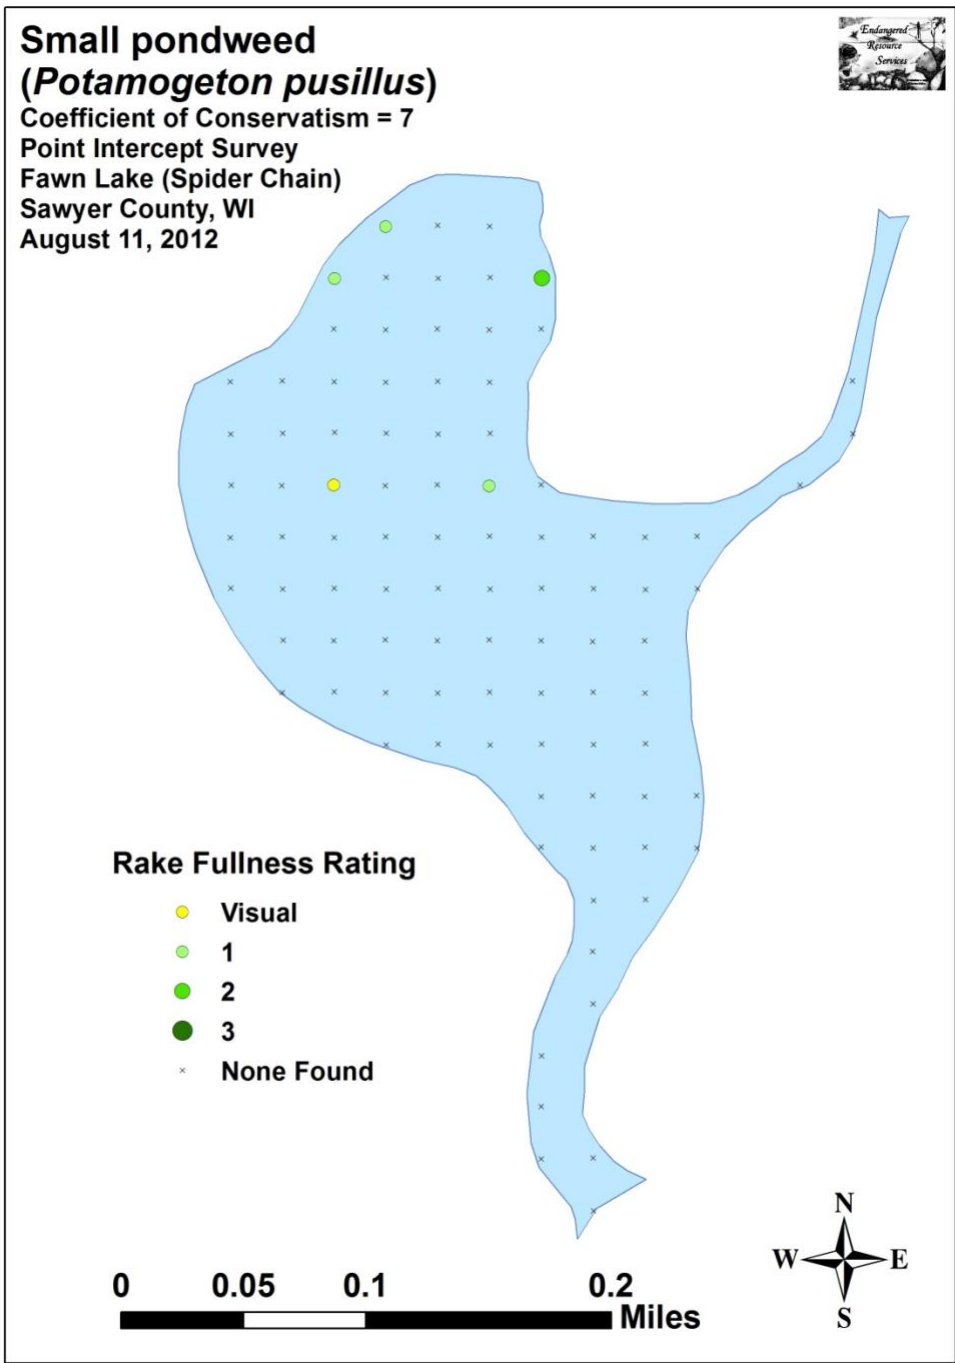 Small pondweed
(Potamogeton pusillus)
Coefficient of Conservatism = 7
Point Intercept Survey
Fawn Lake (Spider Chain)
Sawyer County, WI
August 11, 2012
Endangered
Resource
Services
Rake Fullness Rating
Visual
1
2
3
None Found
N
W E
S
0 0.05 0.1 0.2
Miles